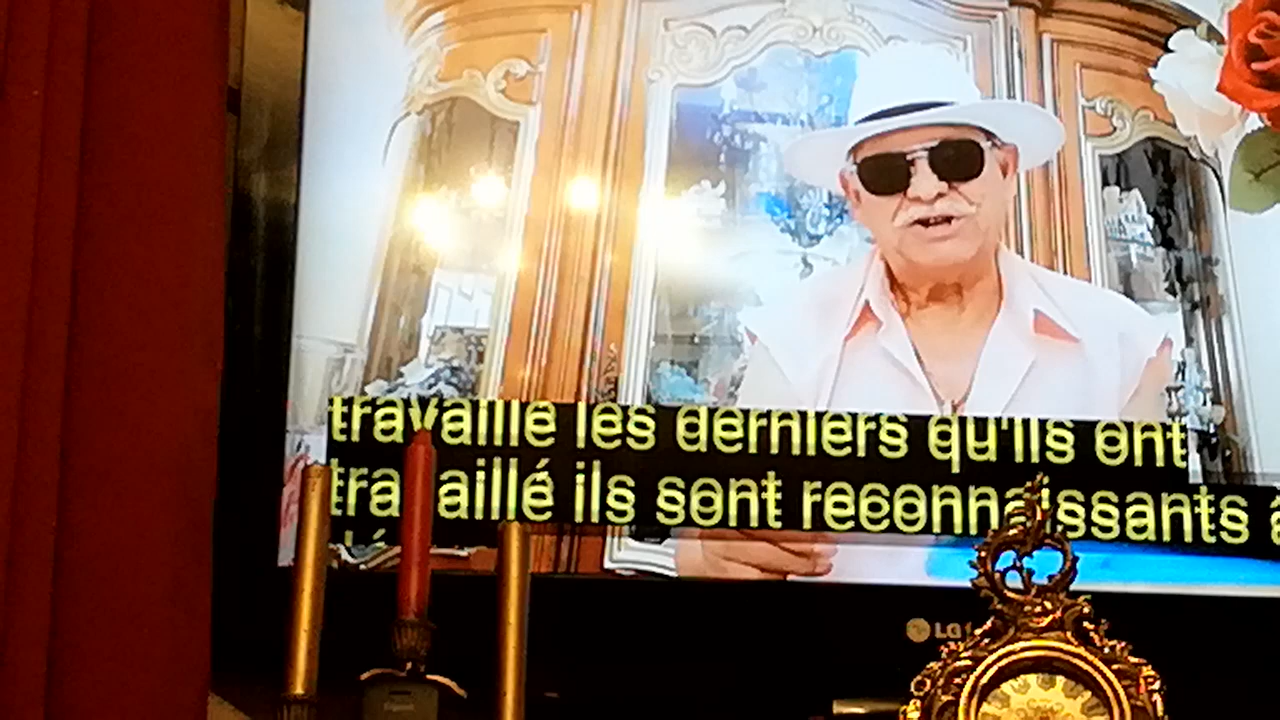 travaille les derniers qu'ils ont
travaillé ils sont reconnaissants à
LG